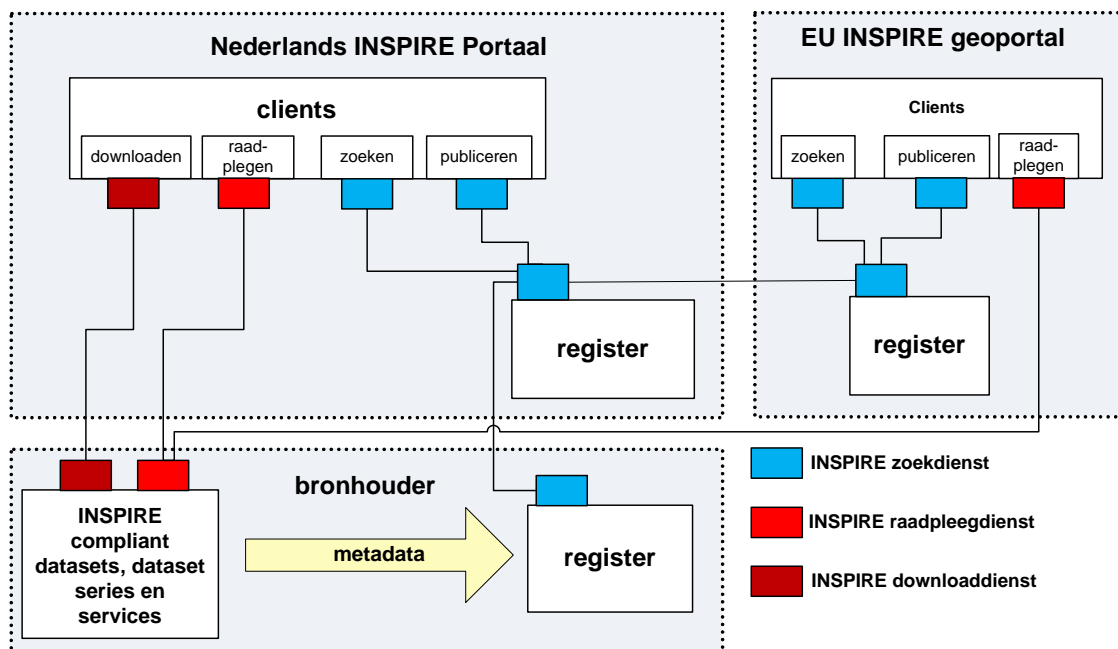 Nederlands INSPIRE Portaal
clients
downloaden
raad-
plegen
zoeken
publiceren
register
EU INSPIRE geoportal
Clients
zoeken
publiceren
raad-
plegen
register
bronhouder
INSPIRE
compliant
datasets, dataset
series en
services
metadata
register
INSPIRE zoekdienst
INSPIRE raadpleegdienst
INSPIRE downloaddienst